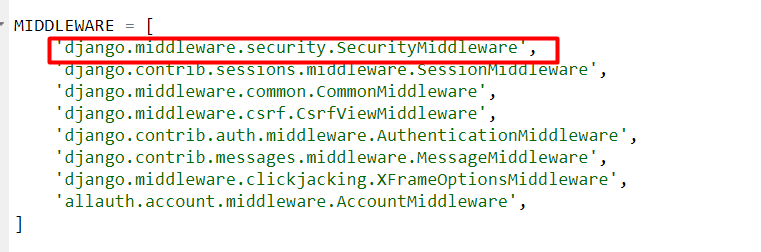 MIDDLEWARE = [
    'django.middleware.security.SecurityMiddleware',
    'django.contrib.sessions.middleware.SessionMiddleware',
    'django.middleware.common.CommonMiddleware',
    'django.middleware.csrf.CsrfViewMiddleware',
    'django.contrib.auth.middleware.AuthenticationMiddleware',
    'django.contrib.messages.middleware.MessageMiddleware',
    'django.middleware.clickjacking.XFrameOptionsMiddleware',
    'allauth.account.middleware.AccountMiddleware',
]